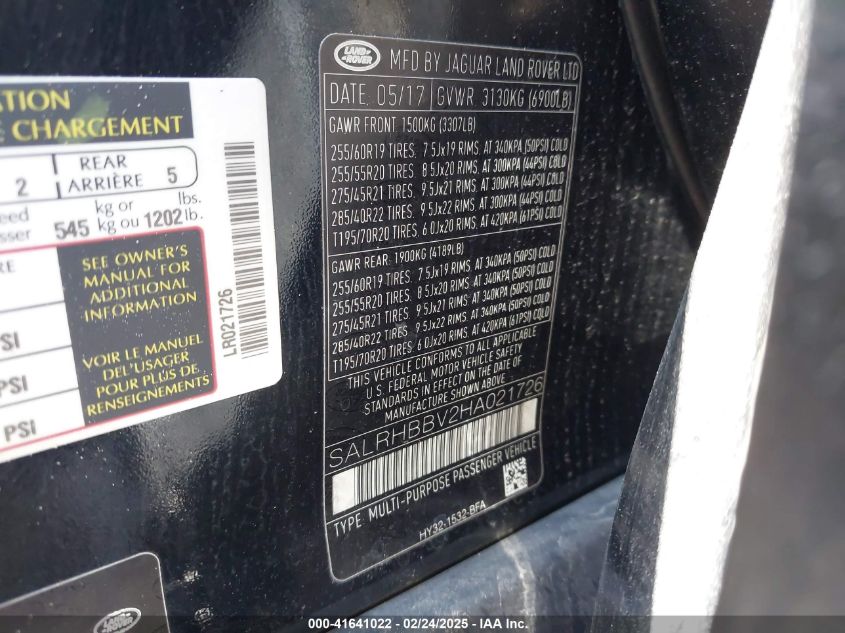 ATION
E CHARGEMENT
2
REAR
ARRIÈRE
5
eed
sser
545
kg or
kg ou
1202
lbs.
lb.
RE
SEE OWNER'S
MANUAL FOR
ADDITIONAL
INFORMATION
VOIR LE MANUEL
DEL'USAGER
POUR PLUS DE
RENSEIGNEMENTS
SI
PSI
PSI
LR021726
LAND ROVER
MFD BY JAGUAR LAND ROVER LTD
DATE: 05/17 GVWR 3130KG (6900LB)
GAWR FRONT: 1500KG (3307LB)
255/60R19 TIRES, 7.5Jx19 RIMS, AT 340KPA (50PSI) COLD
255/55R20 TIRES, 8.5Jx20 RIMS, AT 300KPA (44PSI) COLD
275/45R21 TIRES, 9.5Jx21 RIMS, AT 300KPA (44PSI) COLD
285/40R22 TIRES, 9.5Jx22 RIMS, AT 300KPA (44PSI) COLD
T195/70R20 TIRES, 6.0Jx20 RIMS, AT 420KPA (61PSI) COLD
GAWR REAR: 1900KG (4189LB)
255/60R19 TIRES, 7.5Jx19 RIMS, AT 340KPA (50PSI) COLD
255/55R20 TIRES, 8.5Jx20 RIMS, AT 340KPA (50PSI) COLD
275/45R21 TIRES, 9.5Jx21 RIMS, AT 340KPA (50PSI) COLD
285/40R22 TIRES, 9.5Jx22 RIMS, AT 340KPA (50PSI) COLD
T195/70R20 TIRES, 6.0Jx20 RIMS, AT 420KPA (61PSI) COLD
THIS VEHICLE CONFORMS TO ALL APPLICABLE
U.S. FEDERAL MOTOR VEHICLE SAFETY
STANDARDS IN EFFECT ON THE DATE OF
MANUFACTURE SHOWN ABOVE.
SALRHBBV2HA021726
TYPE: MULTI-PURPOSE PASSENGER VEHICLE
HY32-1532-BFA
LAND ROVER
000-41641022 - 02/24/2025 - IAA, Inc.